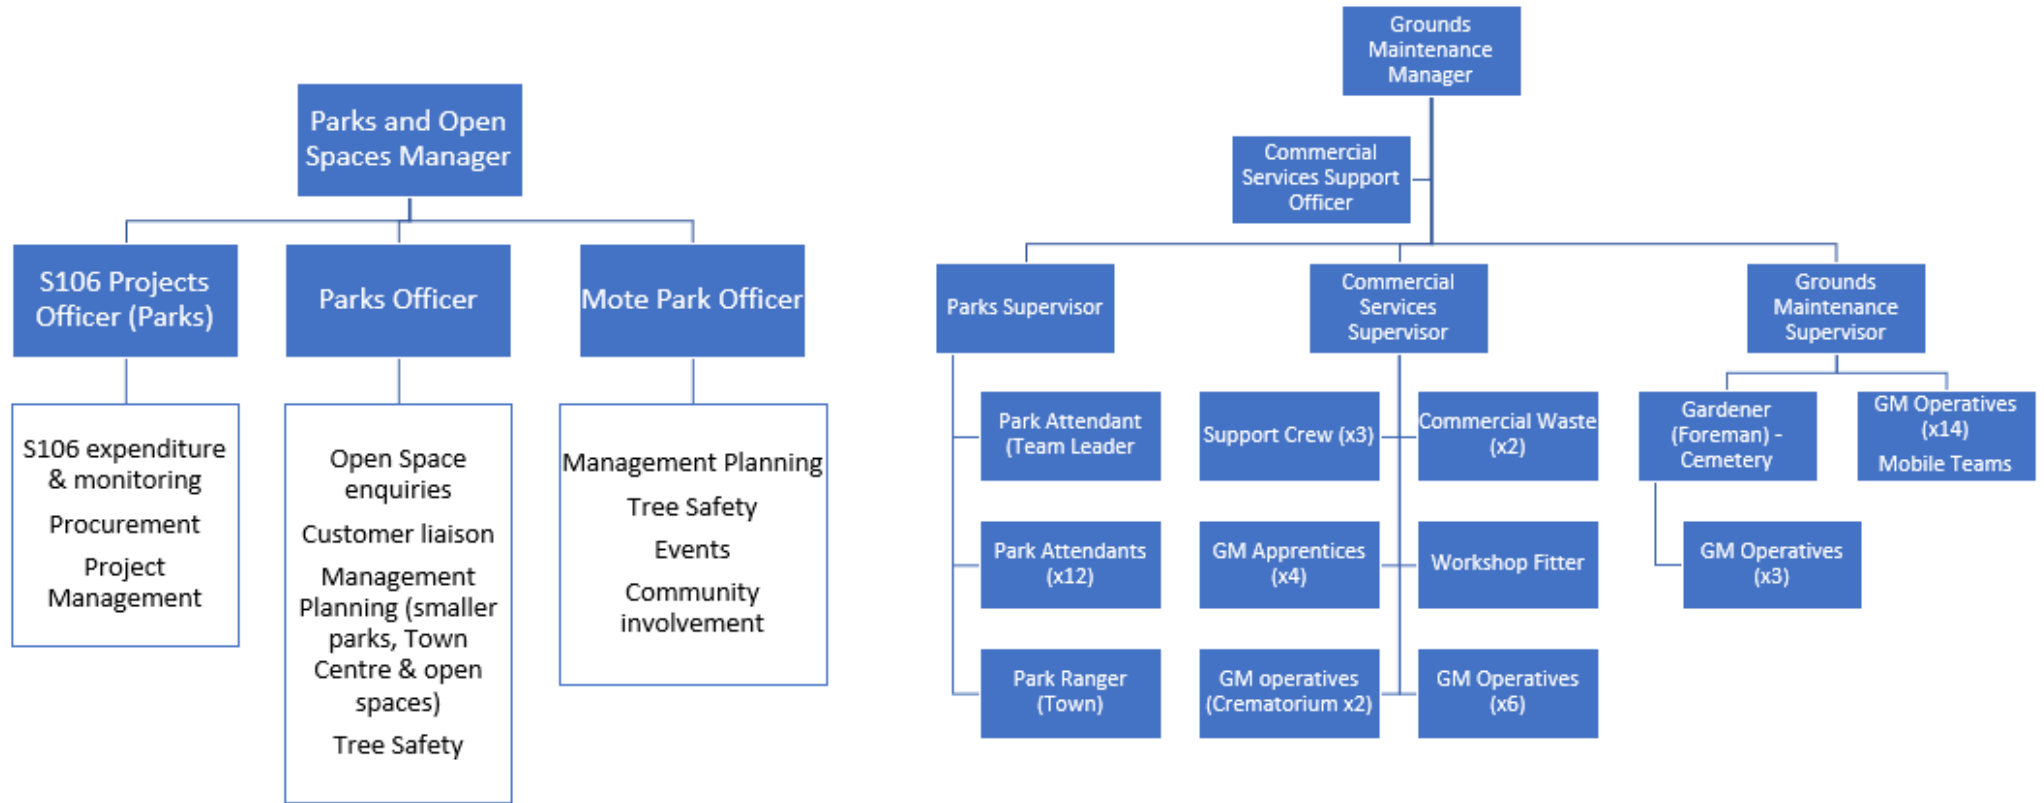 Parks and Open
Spaces Manager
S106 Projects
Officer (Parks)
Parks Officer
Mote Park Officer
S106 expenditure
& monitoring
Procurement
Project
Management
Open Space
enquiries
Customer liaison
Management
Planning (smaller
parks, Town
Centre & open
spaces)
Tree Safety
Management Planning
Tree Safety
Events
Community
involvement
Grounds
Maintenance
Manager
Commercial
Services Support
Officer
Parks Supervisor
Commercial
Services
Supervisor
Grounds
Maintenance
Supervisor
Park Attendant
(Team Leader
Park Attendants
(x12)
Park Ranger
(Town)
Support Crew (x3)
Commercial Waste
(x2)
GM Apprentices
(x4)
Workshop Fitter
GM operatives
(Crematorium x2)
GM Operatives
(x6)
Gardener
(Foreman) -
Cemetery
GM Operatives
(x14)
Mobile Teams
GM Operatives
(x3)